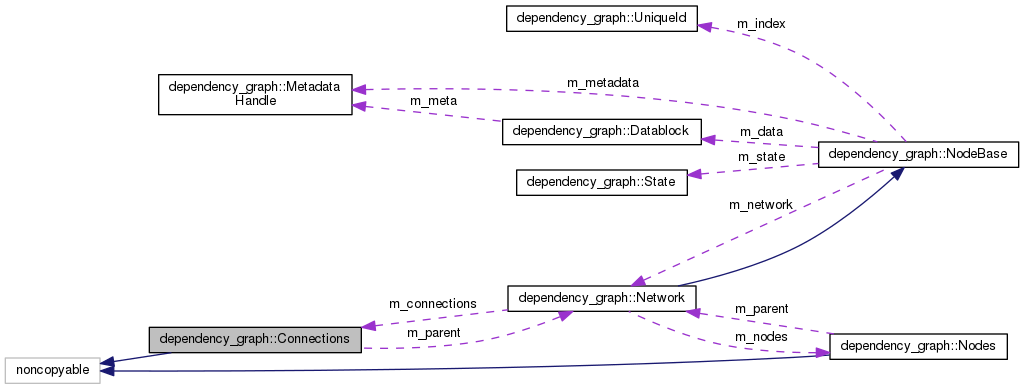 dependency_graph::UniqueId
m_index
dependency_graph::Metadata
Handle
m_metadata
m_meta
dependency_graph::Datablock
m_data
dependency_graph::NodeBase
m_state
dependency_graph::State
m_network
dependency_graph::Network
m_connections
m_parent
m_parent
dependency_graph::Connections
m_nodes
dependency_graph::Nodes
noncopyable